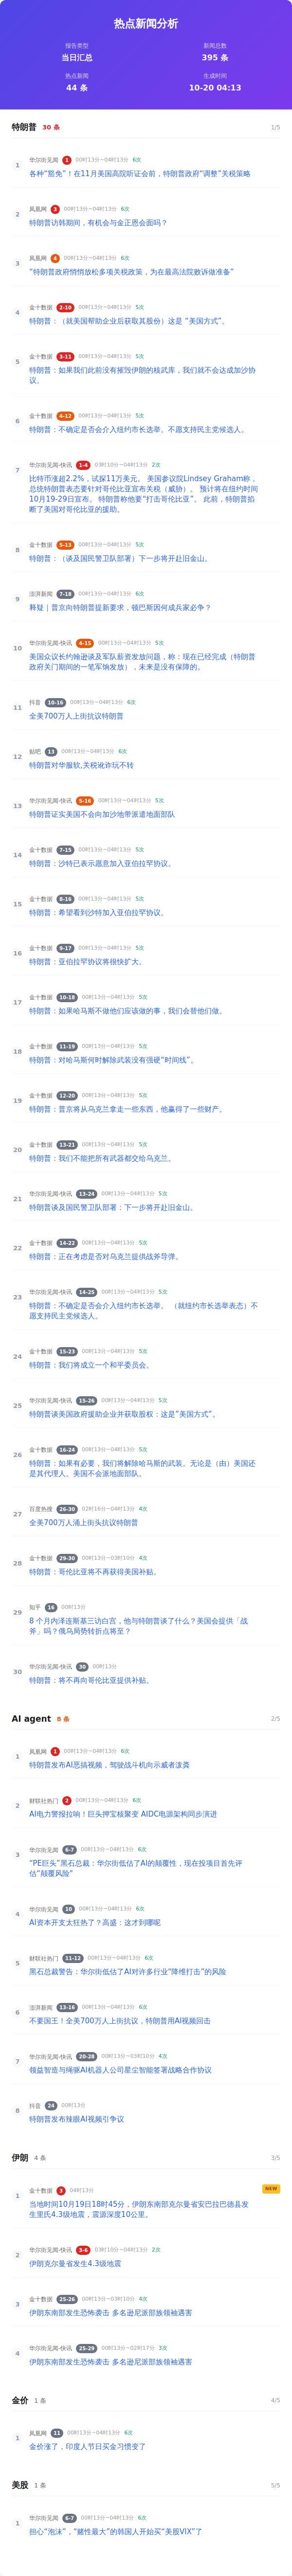 热点新闻分析
报告类型
当日汇总
新闻总数
395 条
热点新闻
44 条
生成时间
10-20 04:13
特朗普 30 条 1/5
1
华尔街见闻 1 00时13分~04时13分 6次
各种“豁免”！在11月美国高院听证会前，特朗普政府“调整”关税策略
2
凤凰网 3 00时13分~04时13分 6次
特朗普访韩期间，有机会与金正恩会面吗？
3
凤凰网 4 00时13分~04时13分 6次
“特朗普政府悄悄放松多项关税政策，为在最高法院败诉做准备”
4
金十数据 2-10 00时13分~04时13分 5次
特朗普：（就美国帮助企业后获取其股份）这是 “美国方式”。
5
金十数据 3-11 00时13分~04时13分 5次
特朗普：如果我们此前没有摧毁伊朗的核武库，我们就不会达成加沙协
议。
6
金十数据 4-12 00时13分~04时13分 5次
特朗普：不确定是否会介入纽约市长选举。不愿支持民主党候选人。
7
华尔街见闻-快讯 1-4 03时10分~04时13分 2次
比特币涨超2.2%，试探11万美元。 美国参议院Lindsey Graham称，
总统特朗普态度要针对哥伦比亚宣布关税（威胁）。 预计将在纽约时间
10月19-29日宣布。 特朗普称他要“打击哥伦比亚”。 此前，特朗普掐
断了美国对哥伦比亚的援助。
8
金十数据 5-13 00时13分~04时13分 5次
特朗普：（谈及国民警卫队部署）下一步将开赴旧金山。
9
澎湃新闻 7-18 00时13分~04时13分 6次
释疑｜普京向特朗普提新要求，顿巴斯因何成兵家必争？
10
华尔街见闻-快讯 4-15 00时13分~04时13分 5次
美国众议长约翰逊谈及军队薪资发放问题，称：现在已经完成（特朗普
政府关门期间的一笔军饷发放），未来是没有保障的。
11
抖音 10-16 00时13分~04时13分 6次
全美700万人上街抗议特朗普
12
贴吧 13 00时13分~04时13分 6次
特朗普对华服软,关税讹诈玩不转
13
华尔街见闻-快讯 5-16 00时13分~04时13分 5次
特朗普证实美国不会向加沙地带派遣地面部队
14
金十数据 7-15 00时13分~04时13分 5次
特朗普：沙特已表示愿意加入亚伯拉罕协议。
15
金十数据 8-16 00时13分~04时13分 5次
特朗普：希望看到沙特加入亚伯拉罕协议。
16
金十数据 9-17 00时13分~04时13分 5次
特朗普：亚伯拉罕协议将很快扩大。
17
金十数据 10-18 00时13分~04时13分 5次
特朗普：如果哈马斯不做他们应该做的事，我们会替他们做。
18
金十数据 11-19 00时13分~04时13分 5次
特朗普：对哈马斯何时解除武装没有强硬“时间线”。
19
金十数据 12-20 00时13分~04时13分 5次
特朗普：普京将从乌克兰拿走一些东西，他赢得了一些财产。
20
金十数据 13-21 00时13分~04时13分 5次
特朗普：我们不能把所有武器都交给乌克兰。
21
华尔街见闻-快讯 13-24 00时13分~04时13分 5次
特朗普谈及国民警卫队部署：下一步将开赴旧金山。
22
金十数据 14-22 00时13分~04时13分 5次
特朗普：正在考虑是否对乌克兰提供战斧导弹。
23
华尔街见闻-快讯 14-25 00时13分~04时13分 5次
特朗普：不确定是否会介入纽约市长选举。 （就纽约市长选举表态）不
愿支持民主党候选人。
24
金十数据 15-23 00时13分~04时13分 5次
特朗普：我们将成立一个和平委员会。
25
华尔街见闻-快讯 15-26 00时13分~04时13分 5次
特朗普谈美国政府援助企业并获取股权：这是“美国方式”。
26
金十数据 16-24 00时13分~04时13分 5次
特朗普：如果有必要，我们将解除哈马斯的武装。无论是（由）美国还
是其代理人。美国不会派地面部队。
27
百度热搜 26-30 02时16分~04时13分 4次
全美700万人涌上街头抗议特朗普
28
金十数据 29-30 00时13分~03时10分 4次
特朗普：哥伦比亚将不再获得美国补贴。
29
知乎 16 00时13分
8 个月内泽连斯基三访白宫，他与特朗普谈了什么？美国会提供「战
斧」吗？俄乌局势转折点将至？
30
华尔街见闻-快讯 30 00时13分
特朗普：将不再向哥伦比亚提供补贴。
AI agent 8 条 2/5
1
凤凰网 1 00时13分~04时13分 6次
特朗普发布AI恶搞视频，驾驶战斗机向示威者泼粪
2
财联社热门 2 00时13分~04时13分 6次
AI电力警报拉响！巨头押宝核聚变 AIDC电源架构同步演进
3
华尔街见闻 6-7 00时13分~04时13分 6次
“PE巨头”黑石总裁：华尔街低估了AI的颠覆性，现在投项目首先评
估“颠覆风险”
4
华尔街见闻 10 00时13分~04时13分 6次
AI资本开支太狂热了？高盛：这才到哪呢
5
财联社热门 11-12 00时13分~04时13分 6次
黑石总裁警告：华尔街低估了AI对许多行业“降维打击”的风险
6
澎湃新闻 13-16 00时13分~04时13分 6次
不要国王！全美700万人上街抗议，特朗普用AI视频回击
7
华尔街见闻-快讯 20-28 00时13分~03时10分 4次
领益智造与绳驱AI机器人公司星尘智能签署战略合作协议
8
抖音 24 00时13分
特朗普发布辣眼AI视频引争议
伊朗 4 条 3/5
1
金十数据 3 04时13分 NEW
当地时间10月19日18时45分，伊朗东南部克尔曼省安巴拉巴德县发
生里氏4.3级地震，震源深度10公里。
2
华尔街见闻-快讯 3-6 03时10分~04时13分 2次
伊朗克尔曼省发生4.3级地震
3
金十数据 25-26 00时13分~03时10分 4次
伊朗东南部发生恐怖袭击 多名逊尼派部族领袖遇害
4
华尔街见闻-快讯 25-29 00时13分~02时17分 3次
伊朗东南部发生恐怖袭击 多名逊尼派部族领袖遇害
金价 1 条 4/5
1
凤凰网 11 00时13分~04时13分 6次
金价涨了，印度人节日买金习惯变了
美股 1 条 5/5
1
华尔街见闻 6-7 00时13分~04时13分 6次
担心“泡沫”，“赌性最大”的韩国人开始买“美股VIX”了